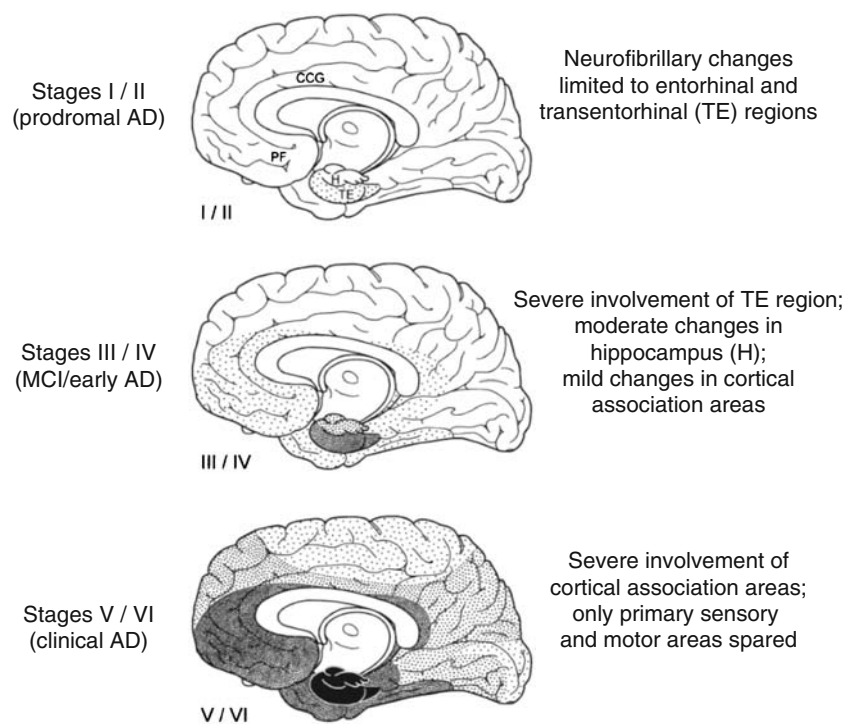 Stages I / II
(prodromal AD)
CCG
PF
H
TE
I / II
Neurofibrillary changes
limited to entorhinal and
transentorhinal (TE) regions
Stages III / IV
(MCI/early AD)
III / IV
Severe involvement of TE region;
moderate changes in
hippocampus (H);
mild changes in cortical
association areas
Stages V / VI
(clinical AD)
V / VI
Severe involvement of
cortical association areas;
only primary sensory
and motor areas spared